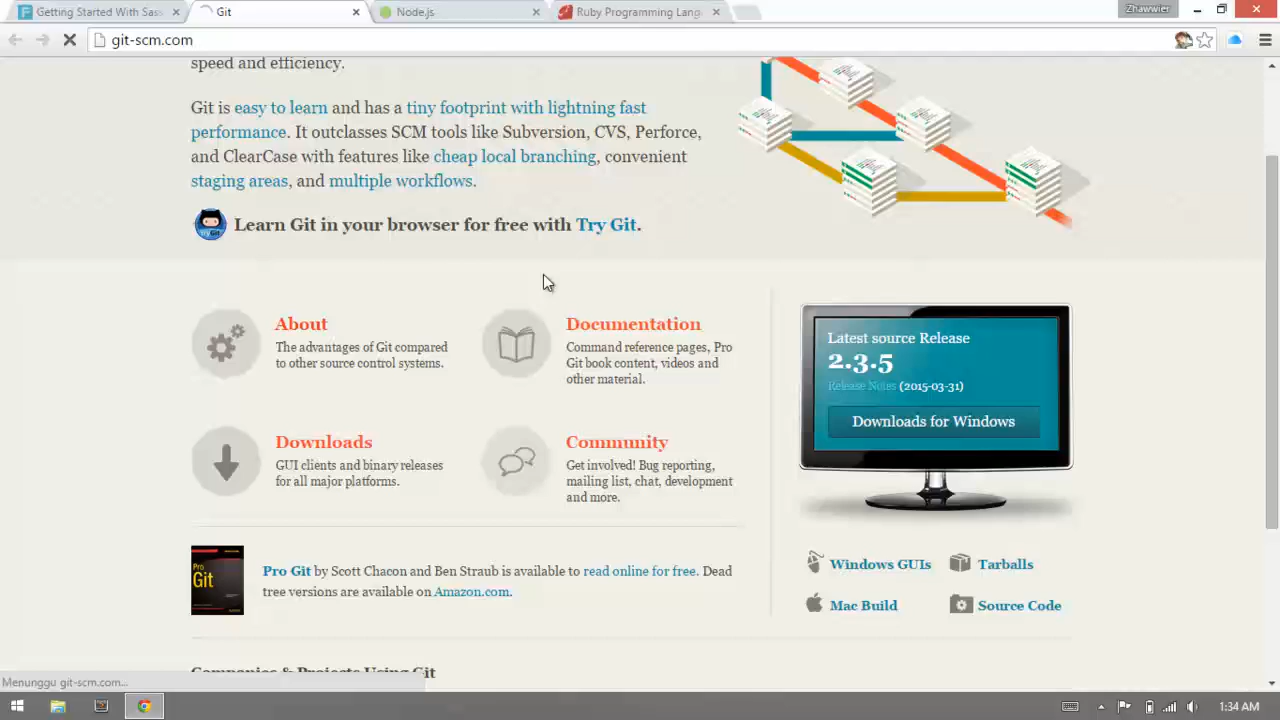 Getting Started With Sass
Git
Node.js
Ruby Programming Lang
Zhawwier
git-scm.com
speed and efficiency.
Git is easy to learn and has a tiny footprint with lightning fast
performance. It outclasses SCM tools like Subversion, CVS, Perforce,
and ClearCase with features like cheap local branching, convenient
staging areas, and multiple workflows.
Learn Git in your browser for free with Try Git.
About
The advantages of Git compared
to other source control systems.
Documentation
Command reference pages, Pro
Git book content, videos and
other material.
Downloads
GUI clients and binary releases
for all major platforms.
Community
Get involved! Bug reporting,
mailing list, chat, development
and more.
Latest source Release
2.3.5
Release Notes (2015-03-31)
Downloads for Windows
Windows GUIs
Tarballs
Mac Build
Source Code
Pro
Git
Pro Git by Scott Chacon and Ben Straub is available to read online for free. Dead
tree versions are available on Amazon.com.
Companies & Projects Using Git
Menunggu git-scm.com...
1:34 AM